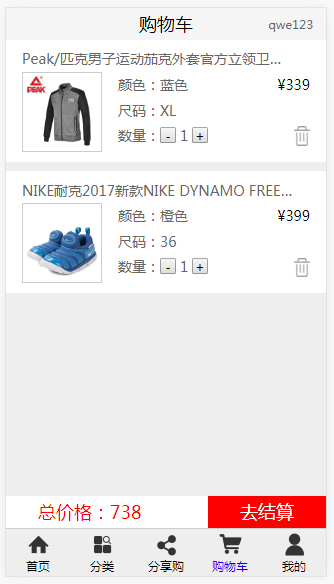 购物车 qwe123
Peak/匹克男子运动茄克外套官方立领卫...
PEAK
颜色：蓝色 ¥339
尺码：XL
数量： - 1 +
NIKE耐克2017新款NIKE DYNAMO FREE...
颜色：橙色 ¥399
尺码：36
数量： - 1 +
总价格：738 去结算
首页 分类 分享购 购物车 我的